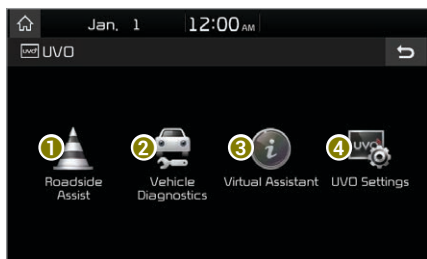 Jan. 1 12:00 AM
uvo UVO
1 2 3 4
i uvo
Roadside Assist
Vehicle Diagnostics
Virtual Assistant
UVO Settings